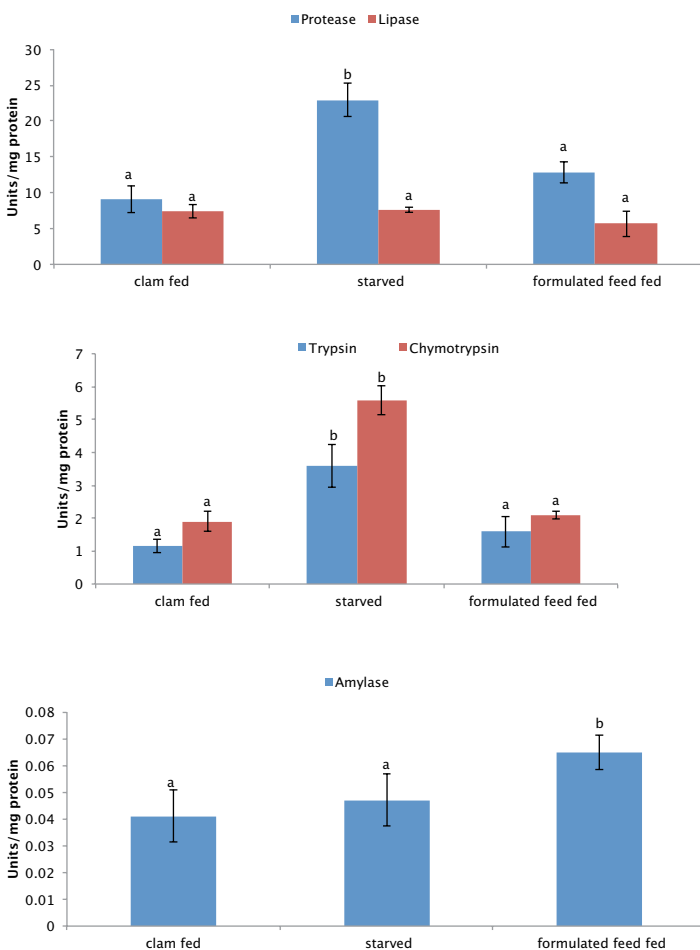 Protease Lipase
30
25
20
15
10
5
0
Units/mg protein
a
a
b
a
a
a
clam fed
starved
formulated feed fed
Trypsin Chymotrypsin
7
6
5
4
3
2
1
0
Units/mg protein
a
a
b
b
a
a
clam fed
starved
formulated feed fed
Amylase
0.08
0.07
0.06
0.05
0.04
0.03
0.02
0.01
0
Units/mg protein
a
a
b
clam fed
starved
formulated feed fed